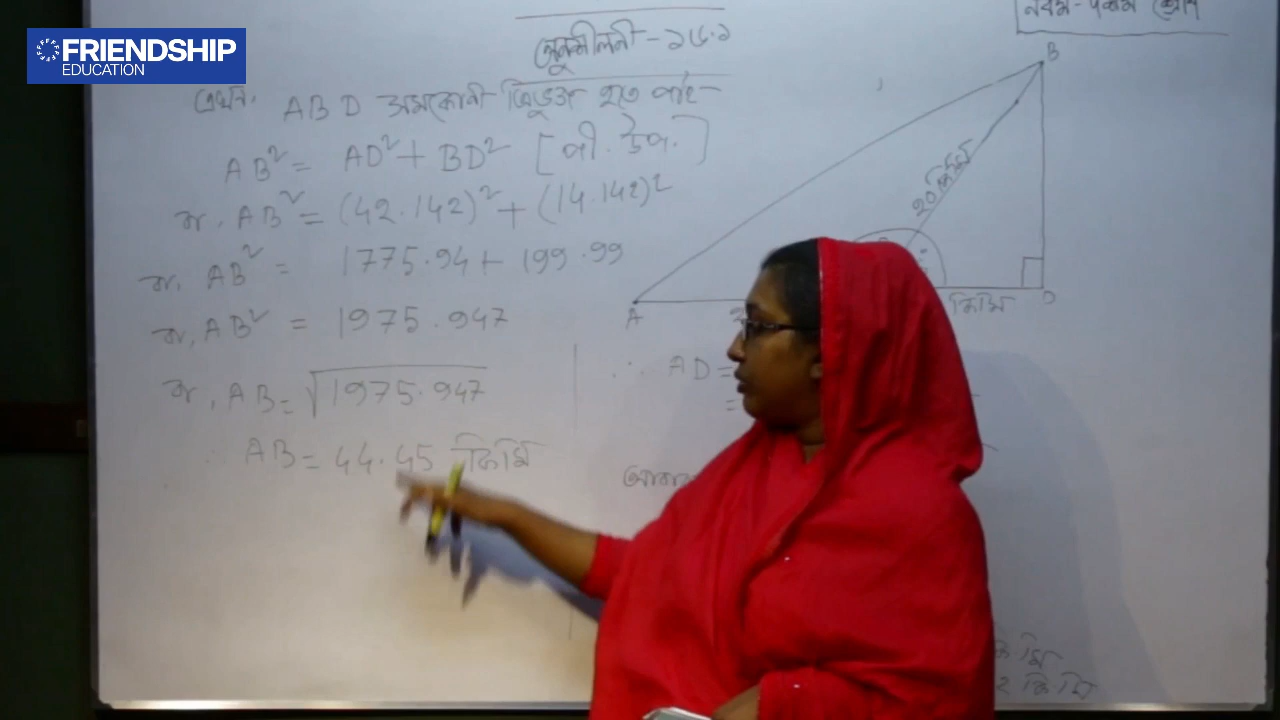 FRIENDSHIP
EDUCATION
নবম-দশম শ্রেণি
অনুশীলনী - ১৬.১
এখন, ABD সমকোণী ত্রিভুজ হতে পাই-
AB² = AD² + BD² [পী. উপ.]
বা, AB² = (42.142)² + (14.142)²
বা, AB² = 1775.94 + 199.99
বা, AB² = 1975.947
বা, AB = √1975.947
∴ AB = 44.45 কিমি
B
20 কিমি
A
কিমি
D
∴ AD =
=
কি.মি
২ কি মি